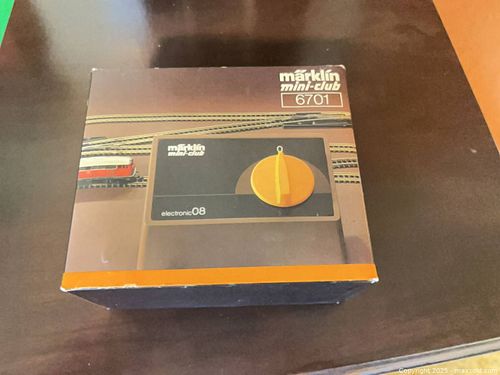 märklin
mini-club
6701
märklin
mini-club
electronic08
Copyright 2025 - maxsold.com